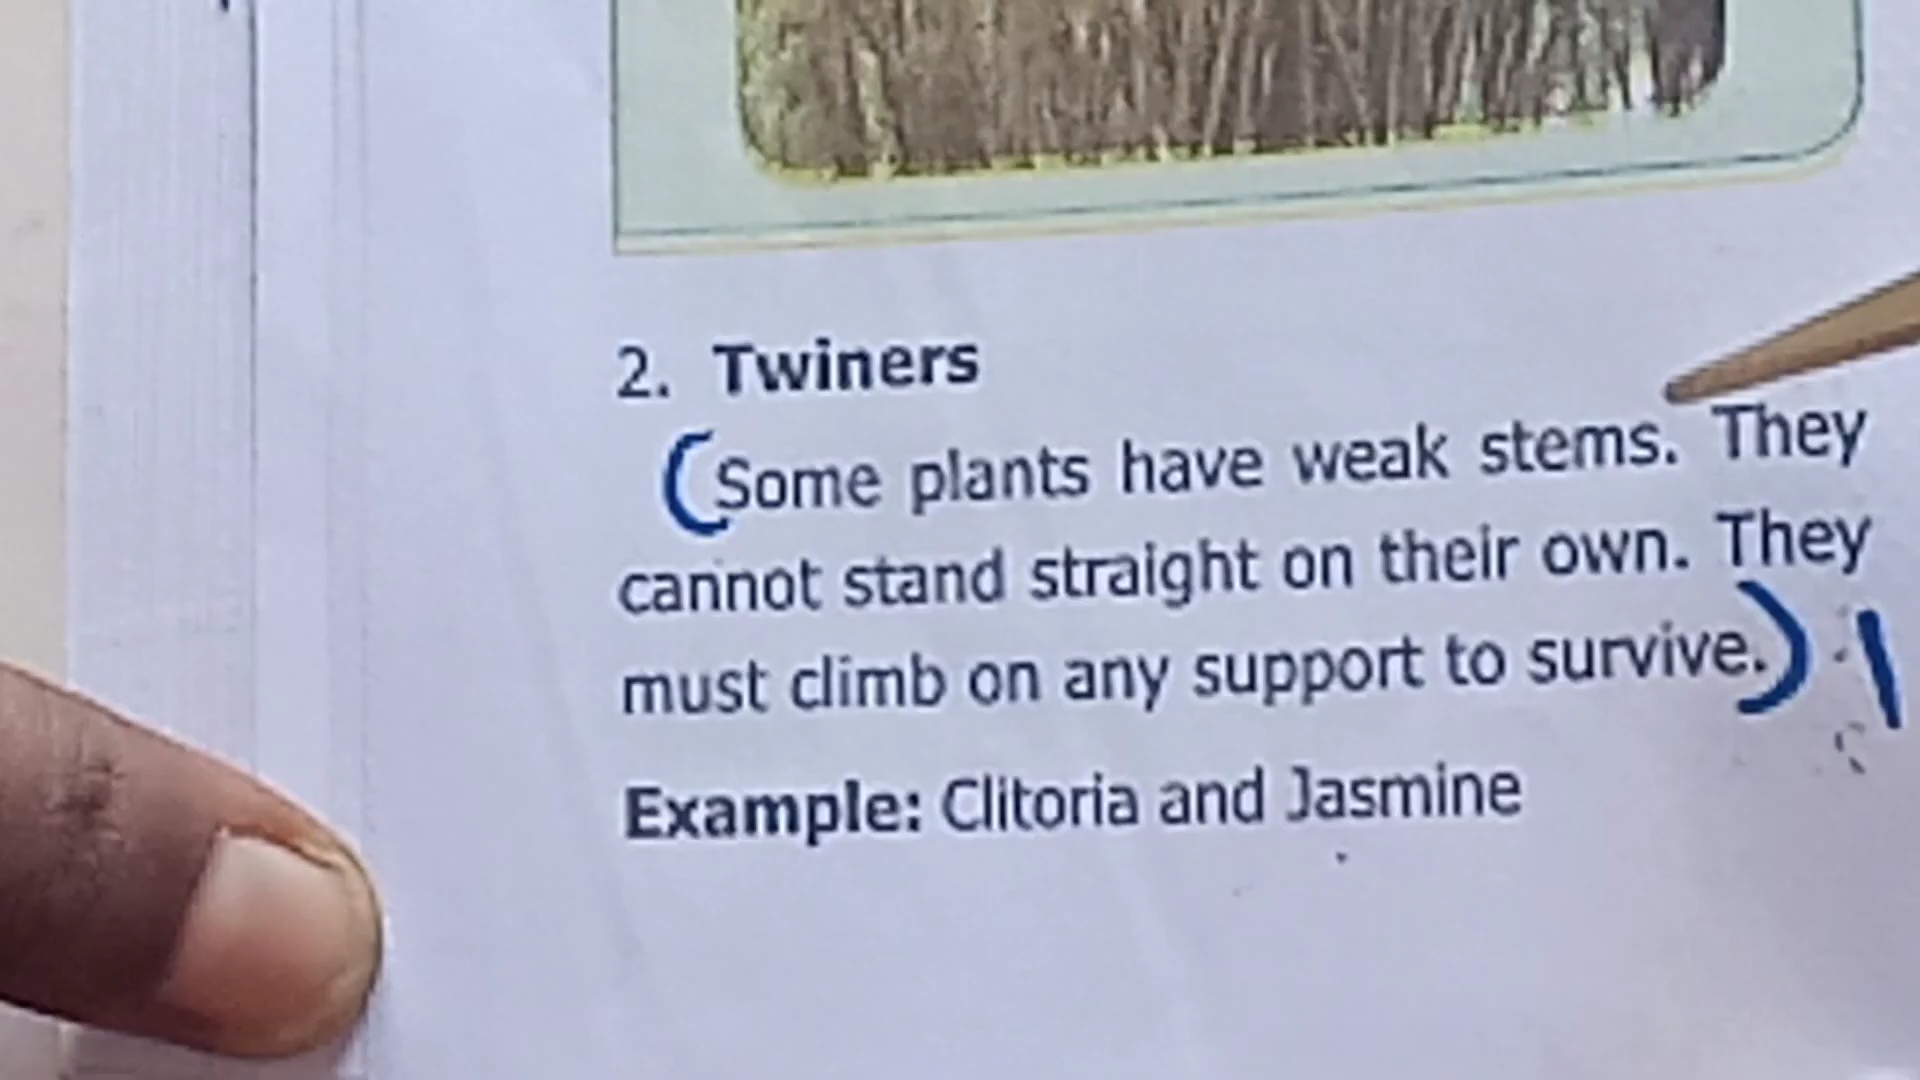 2. Twiners
(Some plants have weak stems. They
cannot stand straight on their own. They
must climb on any support to survive.) 1
Example: Clitoria and Jasmine